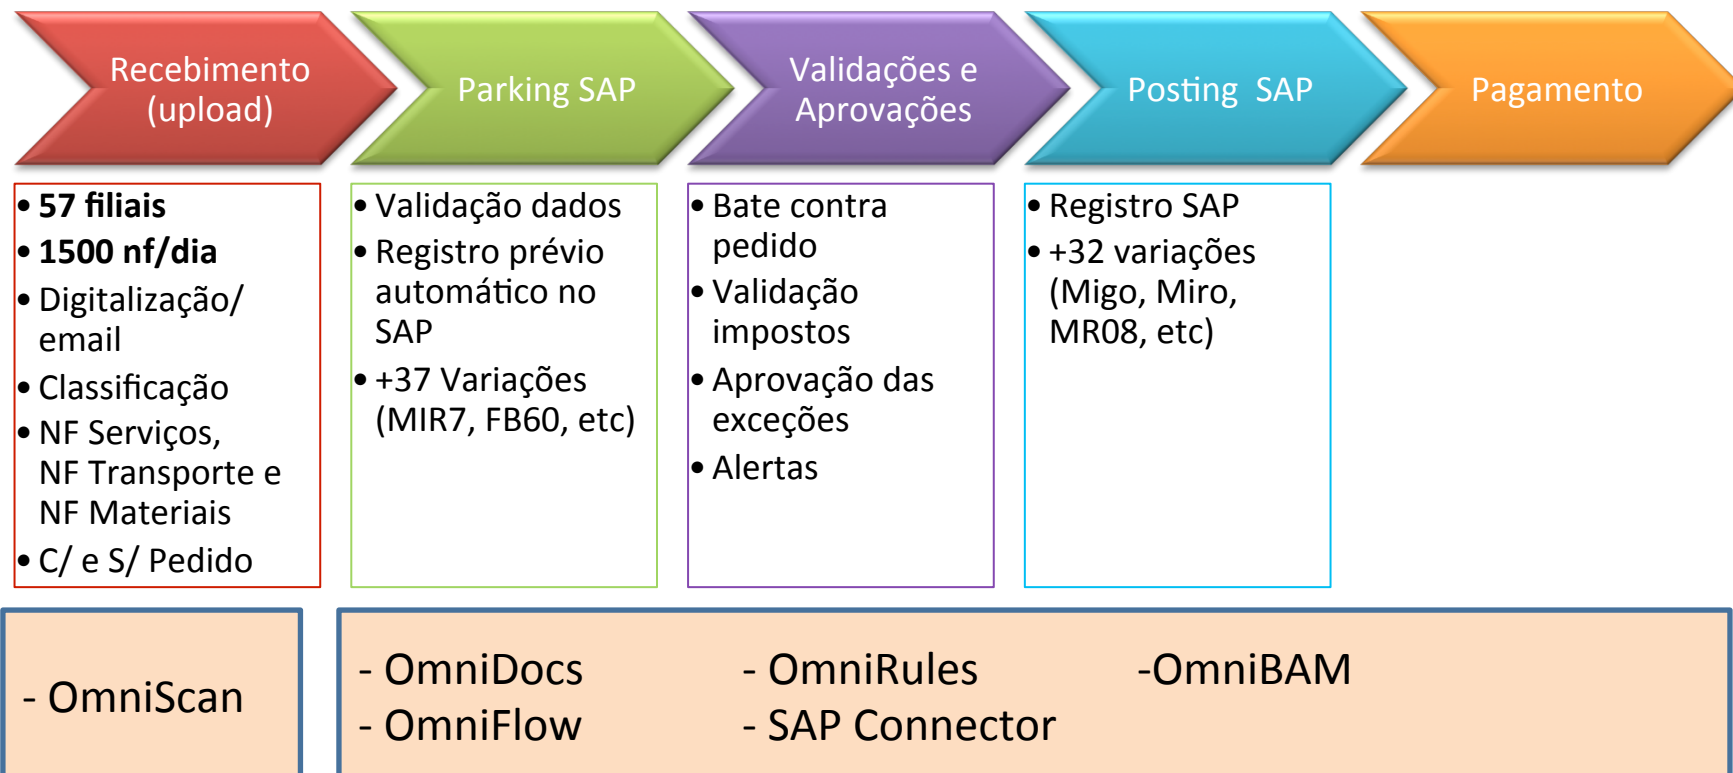 Recebimento
(upload)
Parking SAP
Validações e
Aprovações
Posting  SAP
Pagamento
• 57 filiais
• 1500 nf/dia
• Digitalização/
email
• Classificação
• NF Serviços,
NF Transporte e
NF Materiais
• C/ e S/ Pedido
• Validação dados
• Registro prévio
automático no
SAP
• +37 Variações
(MIR7, FB60, etc)
• Bate contra
pedido
• Validação
impostos
• Aprovação das
exceções
• Alertas
• Registro SAP
• +32 variações
(Migo, Miro,
MR08, etc)
- OmniScan
- OmniDocs
- OmniFlow
- OmniRules
- SAP Connector
-OmniBAM